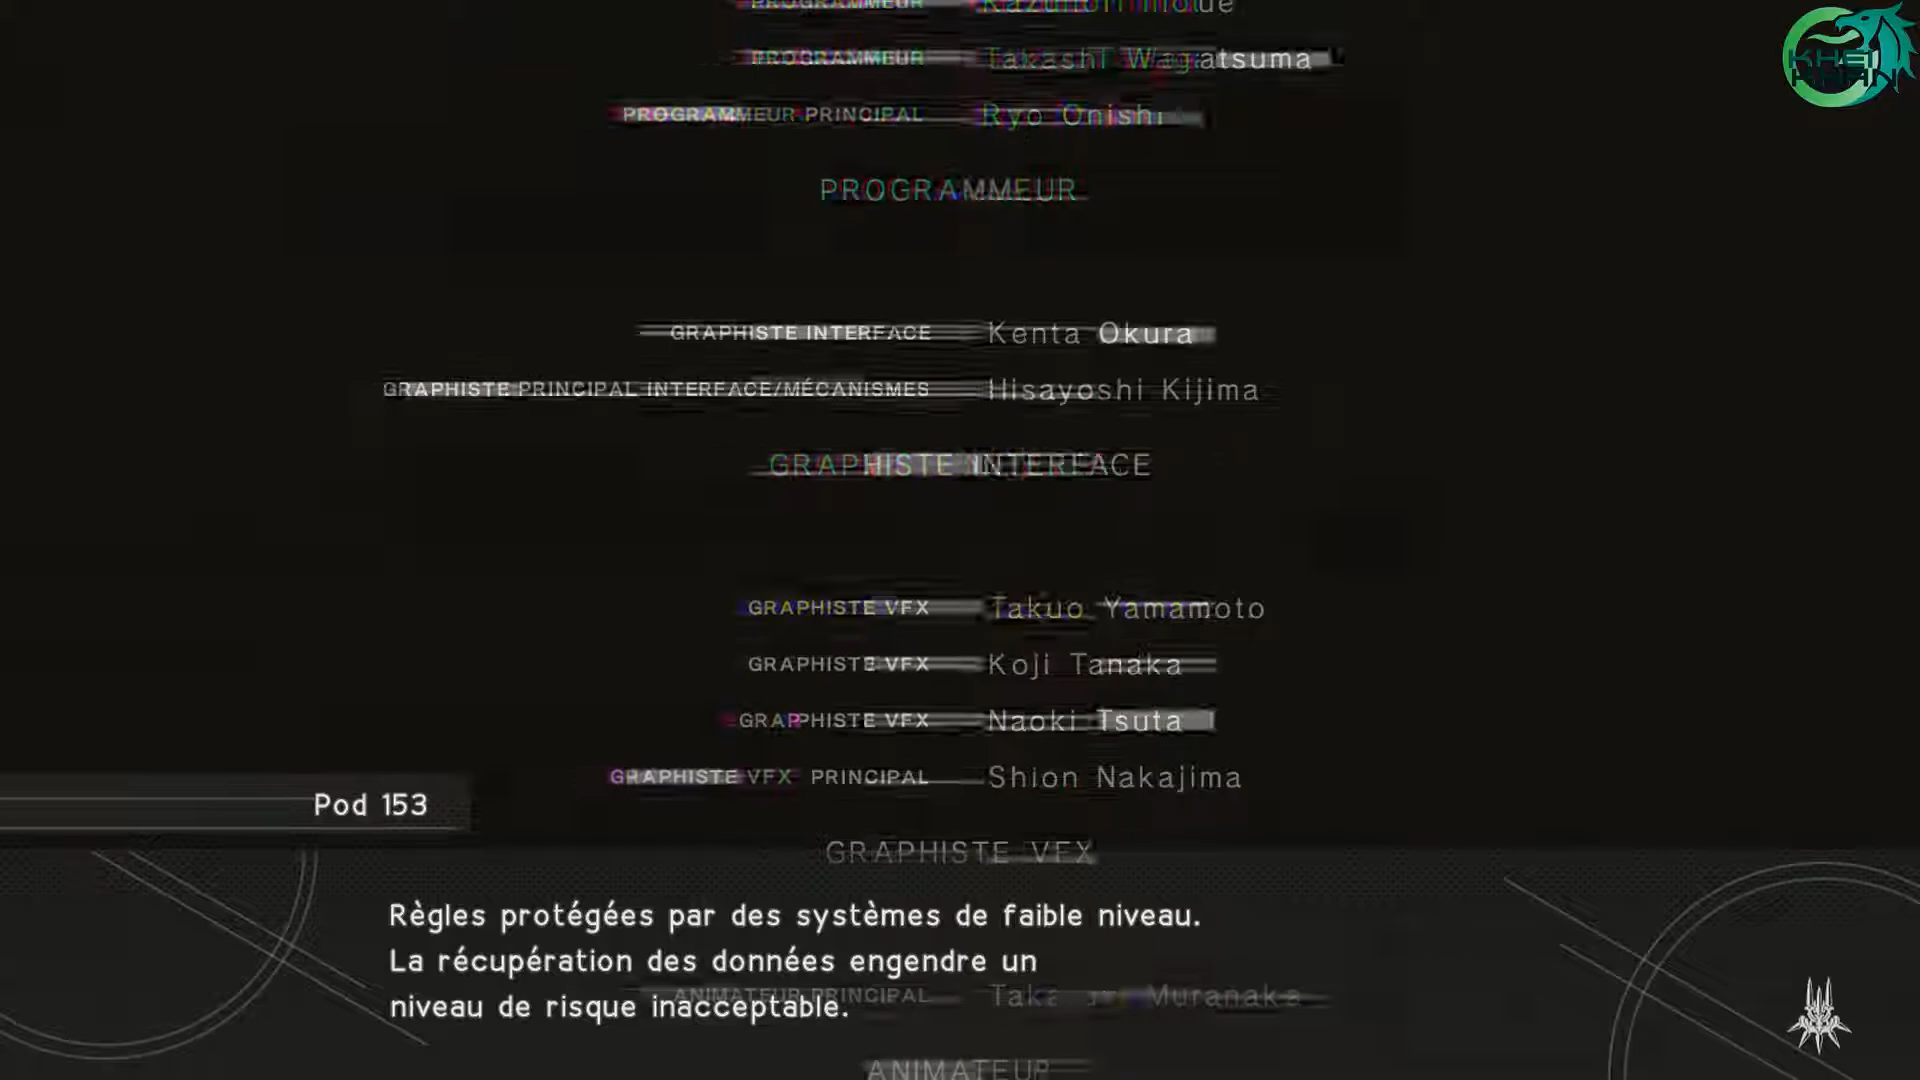 PROGRAMMEUR
PROGRAMMEUR Takashi Wagatsuma
PROGRAMMEUR PRINCIPAL Ryo Onishi
PROGRAMMEUR
GRAPHISTE INTERFACE Kenta Okura
GRAPHISTE PRINCIPAL INTERFACE/MÉCANISMES Hisayoshi Kijima
GRAPHISTE INTERFACE
GRAPHISTE VFX Takuo Yamamoto
GRAPHISTE VFX Koji Tanaka
GRAPHISTE VFX Naoki Tsuta
GRAPHISTE VFX PRINCIPAL Shion Nakajima
Pod 153
GRAPHISTE VFX
Règles protégées par des systèmes de faible niveau.
La récupération des données engendre un
niveau de risque inacceptable.
ANIMATEUR PRINCIPAL Muranaka
ANIMATEUR